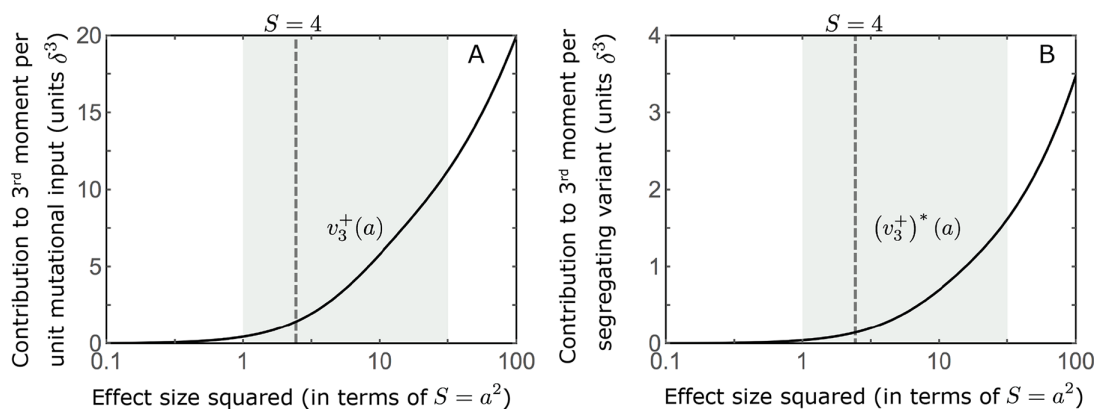 S = 4
A
Contribution to 3rd moment per
unit mutational input (units δ³)
20
15
10
5
0
v₃⁺(a)
0.1
1
10
100
Effect size squared (in terms of S = a²)
S = 4
B
Contribution to 3rd moment per
segregating variant (units δ³)
4
3
2
1
0
(v₃⁺)*(a)
0.1
1
10
100
Effect size squared (in terms of S = a²)